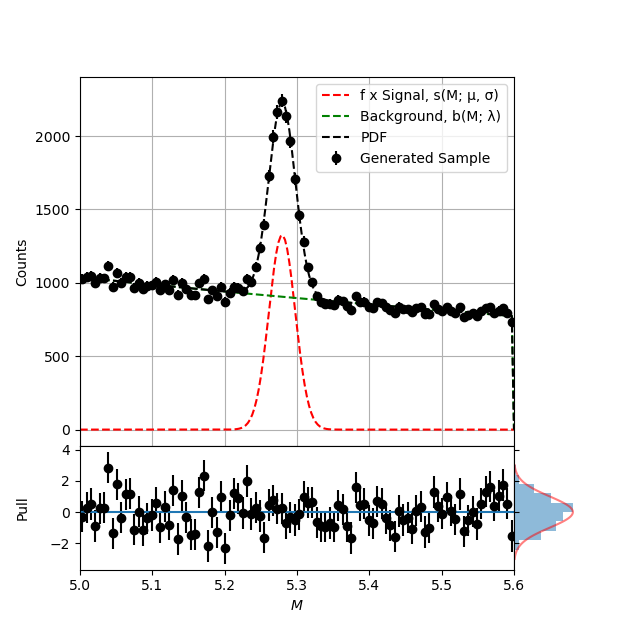 f x Signal, s(M; μ, σ)
Background, b(M; λ)
PDF
Generated Sample
2000
1500
1000
500
0
Counts
4
2
0
−2
Pull
5.0 5.1 5.2 5.3 5.4 5.5 5.6
M